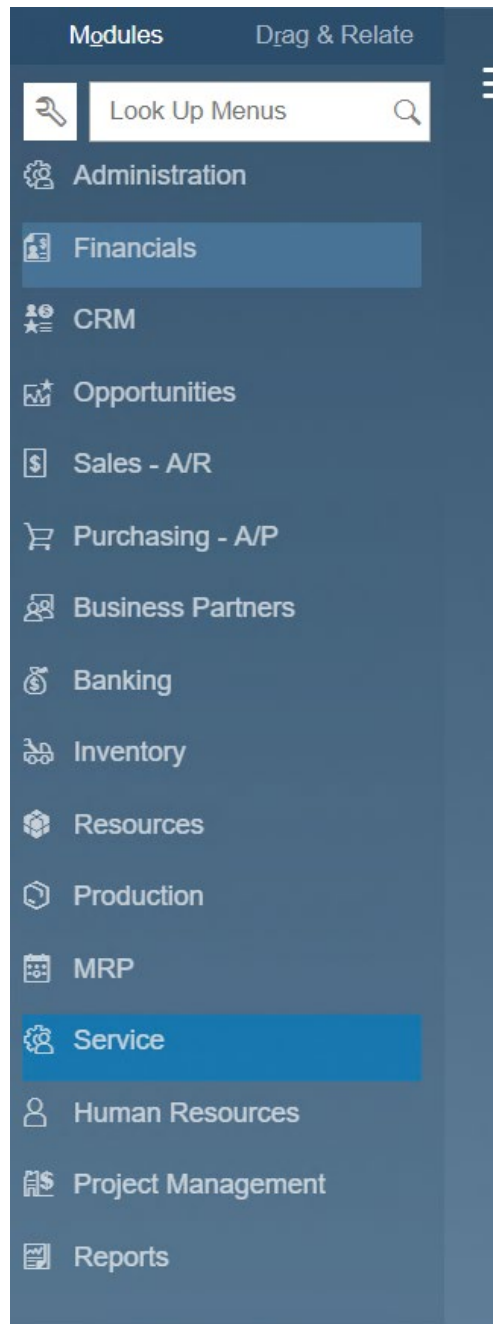 Modules Drag & Relate
Look Up Menus
Administration
Financials
CRM
Opportunities
Sales - A/R
Purchasing - A/P
Business Partners
Banking
Inventory
Resources
Production
MRP
Service
Human Resources
Project Management
Reports